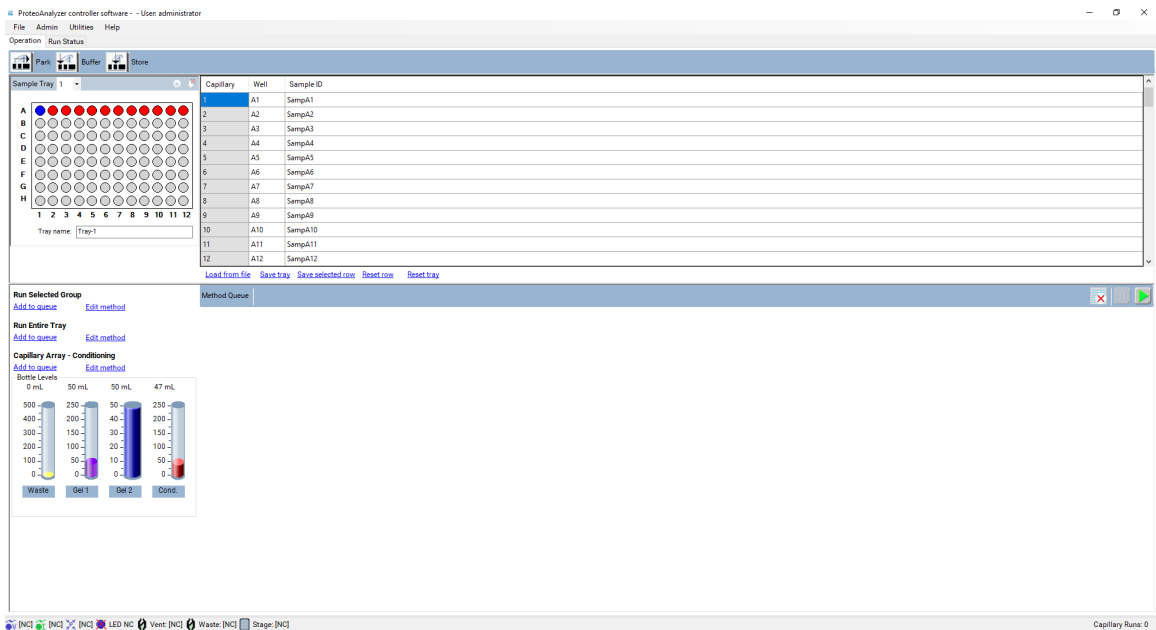 ProteoAnalyzer controller software - - User: administrator
File Admin Utilities Help
Operation Run Status
Park Buffer Store
Sample Tray 1
A
B
C
D
E
F
G
H
1 2 3 4 5 6 7 8 9 10 11 12
Tray name: Tray-1
Capillary Well Sample ID
1 A1 SampA1
2 A2 SampA2
3 A3 SampA3
4 A4 SampA4
5 A5 SampA5
6 A6 SampA6
7 A7 SampA7
8 A8 SampA8
9 A9 SampA9
10 A10 SampA10
11 A11 SampA11
12 A12 SampA12
Load from file Save tray Save selected row Reset row Reset tray
Run Selected Group
Add to queue Edit method
Run Entire Tray
Add to queue Edit method
Capillary Array - Conditioning
Add to queue Edit method
Method Queue
Bottle Levels
0 mL 50 mL 50 mL 47 mL
500 250 50 250
400 200 40 200
300 150 30 150
200 100 20 100
100 50 10 50
0 0 0 0
Waste Gel 1 Gel 2 Cond.
[NC] [NC] [NC] LED NC Vent: [NC] Waste: [NC] Stage: [NC] Capillary Runs: 0